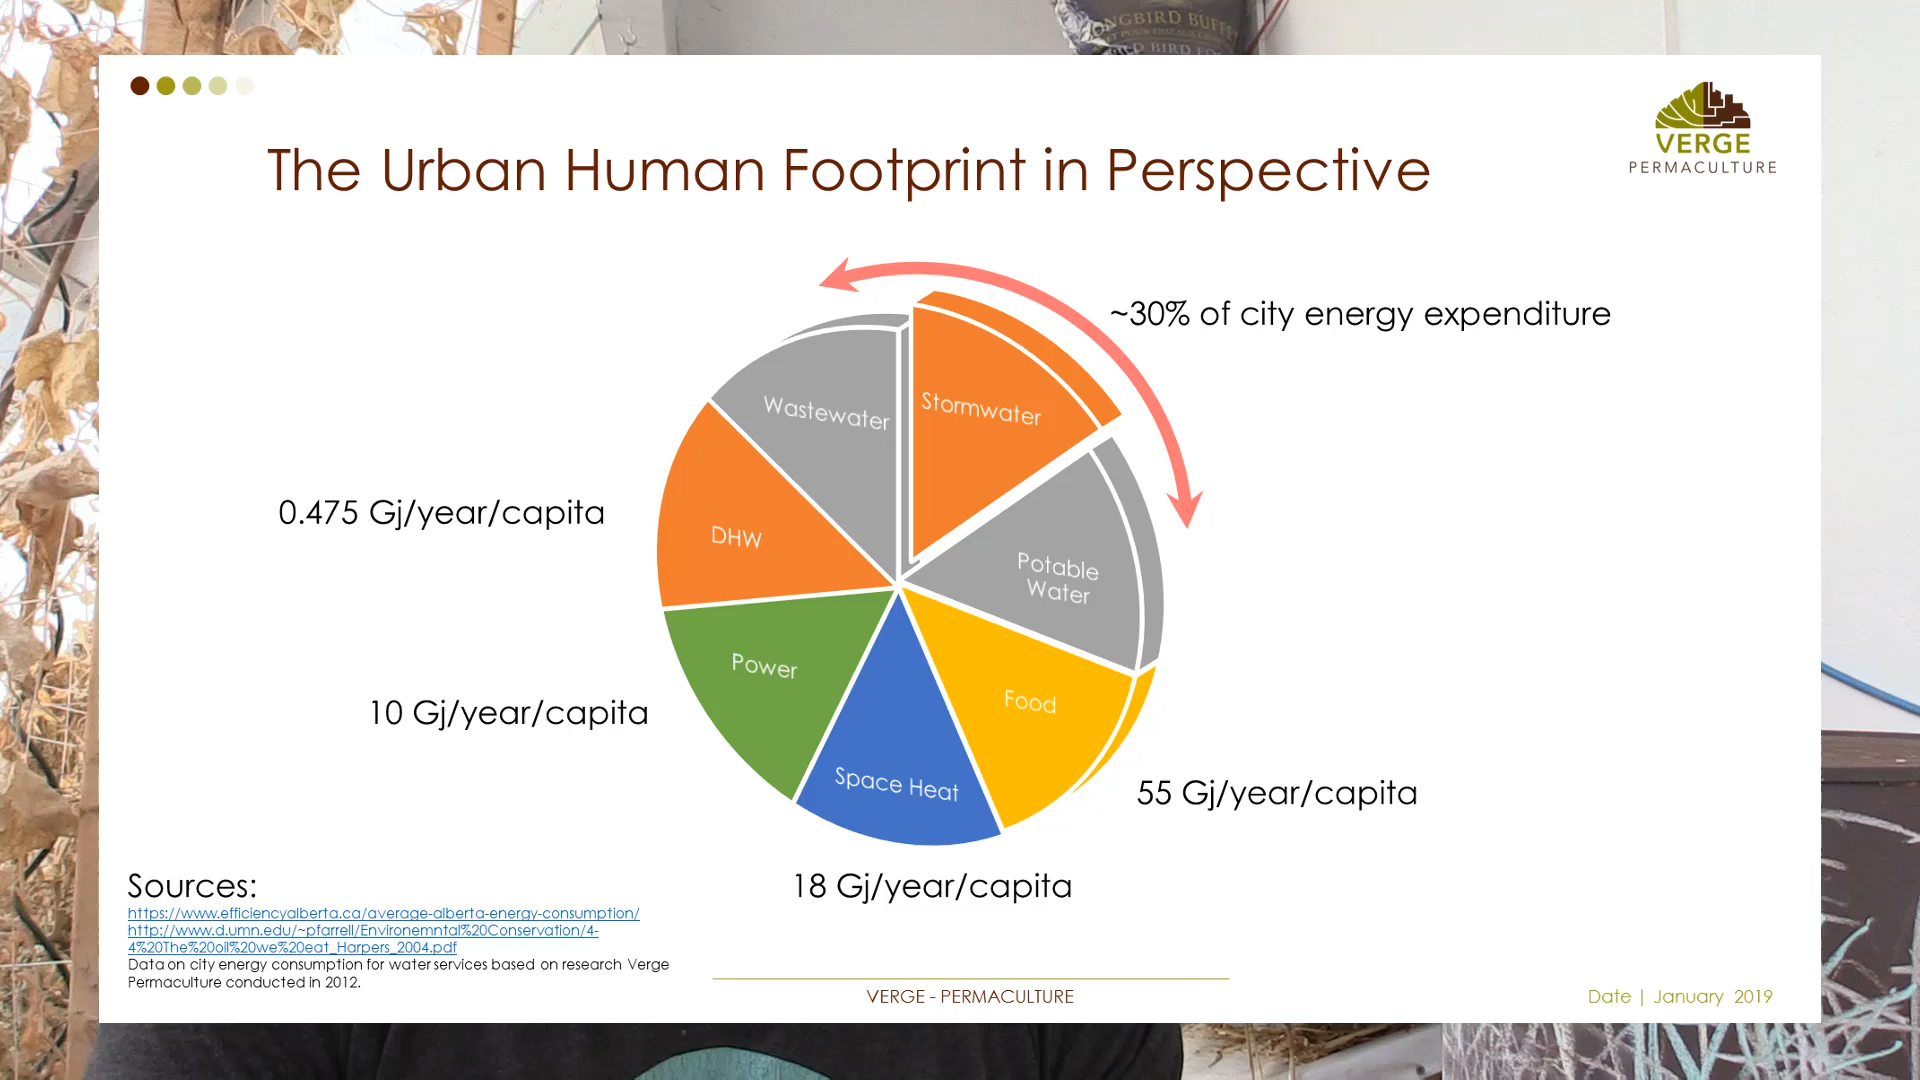 ONGBIRD BUFFE
D BIRD FO
VERGE
PERMACULTURE
The Urban Human Footprint in Perspective
~30% of city energy expenditure
Stormwater
Wastewater
0.475 Gj/year/capita
DHW
Potable
Water
Power
Food
10 Gj/year/capita
Space Heat
55 Gj/year/capita
18 Gj/year/capita
Sources:
https://www.efficiencyalberta.ca/average-alberta-energy-consumption/
http://www.d.umn.edu/~pfarrell/Environemntal%20Conservation/4-
4%20The%20oil%20we%20eat_Harpers_2004.pdf
Data on city energy consumption for water services based on research Verge
Permaculture conducted in 2012.
VERGE - PERMACULTURE
Date | January 2019